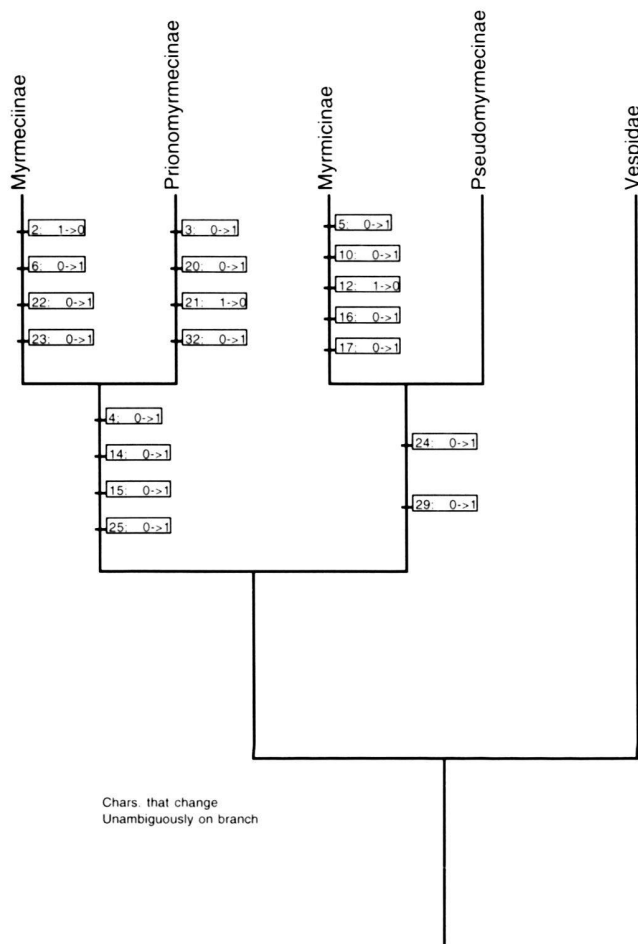 Myrmeciinae
Prionomyrmecinae
Myrmicinae
Pseudomyrmecinae
Vespidae
2: 1->0
6: 0->1
22: 0->1
23: 0->1
3: 0->1
20: 0->1
21: 1->0
32: 0->1
5: 0->1
10: 0->1
12: 1->0
16: 0->1
17: 0->1
4: 0->1
14: 0->1
15: 0->1
25: 0->1
24: 0->1
29: 0->1
Chars. that change
Unambiguously on branch